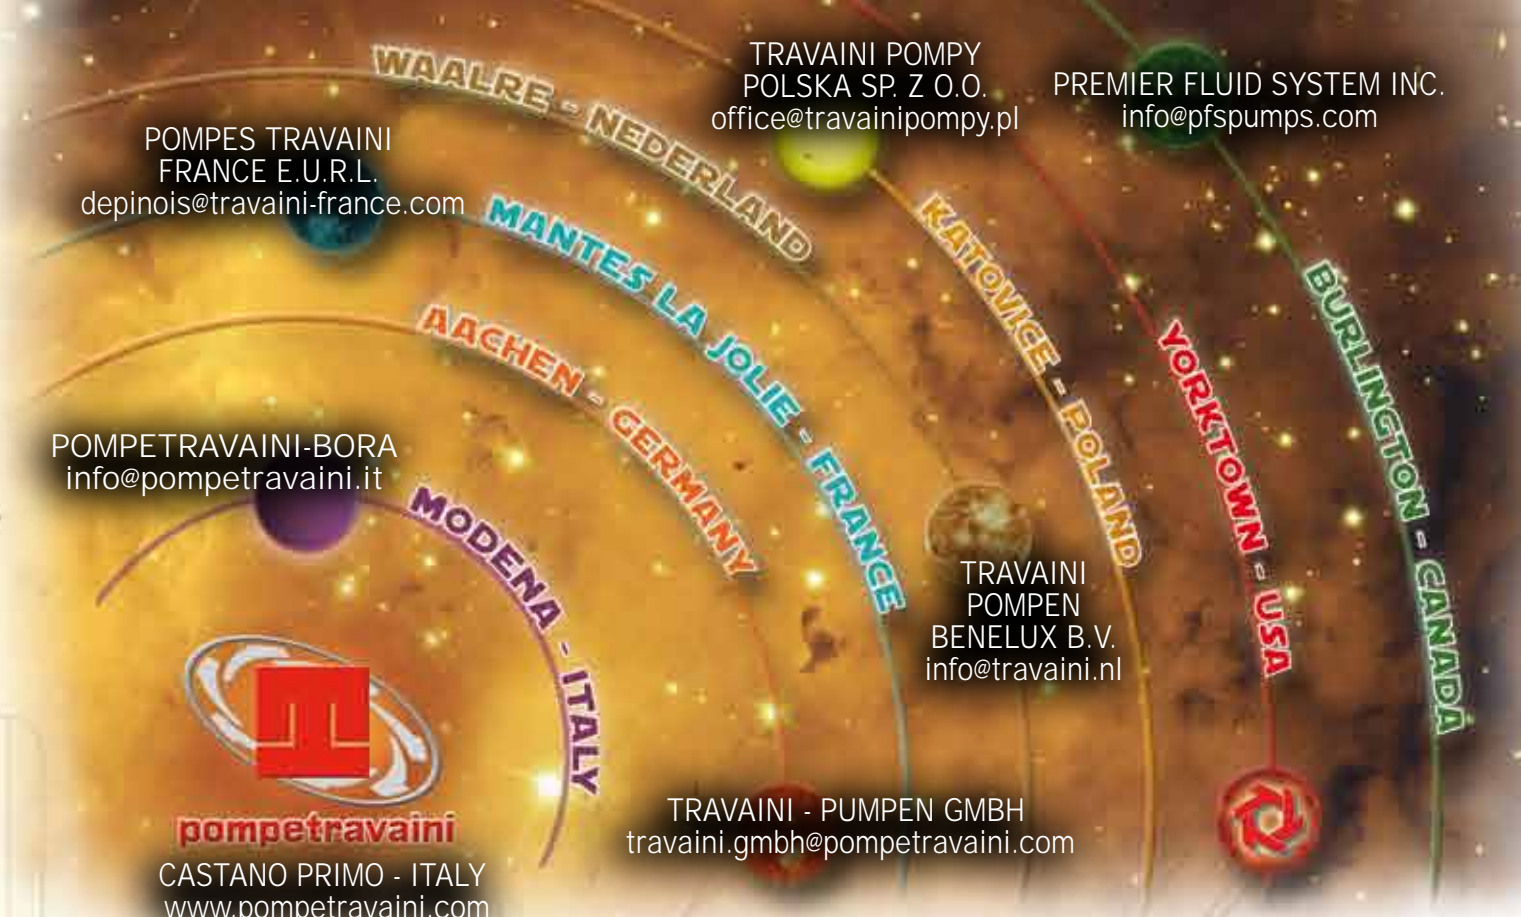 WAALRE - NEDERLAND
TRAVAINI POMPY
POLSKA SP. Z O.O.
office@travainipompy.pl
PREMIER FLUID SYSTEM INC.
info@pfspumps.com
POMPES TRAVAINI
FRANCE E.U.R.L.
depinois@travaini-france.com
MANTES LA JOLIE - FRANCE
KATOVICE - POLAND
BURLINGTON - CANADA
YORKTOWN - USA
AACHEN - GERMANY
POMPETRAVAINI-BORA
info@pompetravaini.it
MODENA - ITALY
TRAVAINI
POMPEN
BENELUX B.V.
info@travaini.nl
pompetravaini
CASTANO PRIMO - ITALY
www.pompetravaini.com
TRAVAINI - PUMPEN GMBH
travaini.gmbh@pompetravaini.com